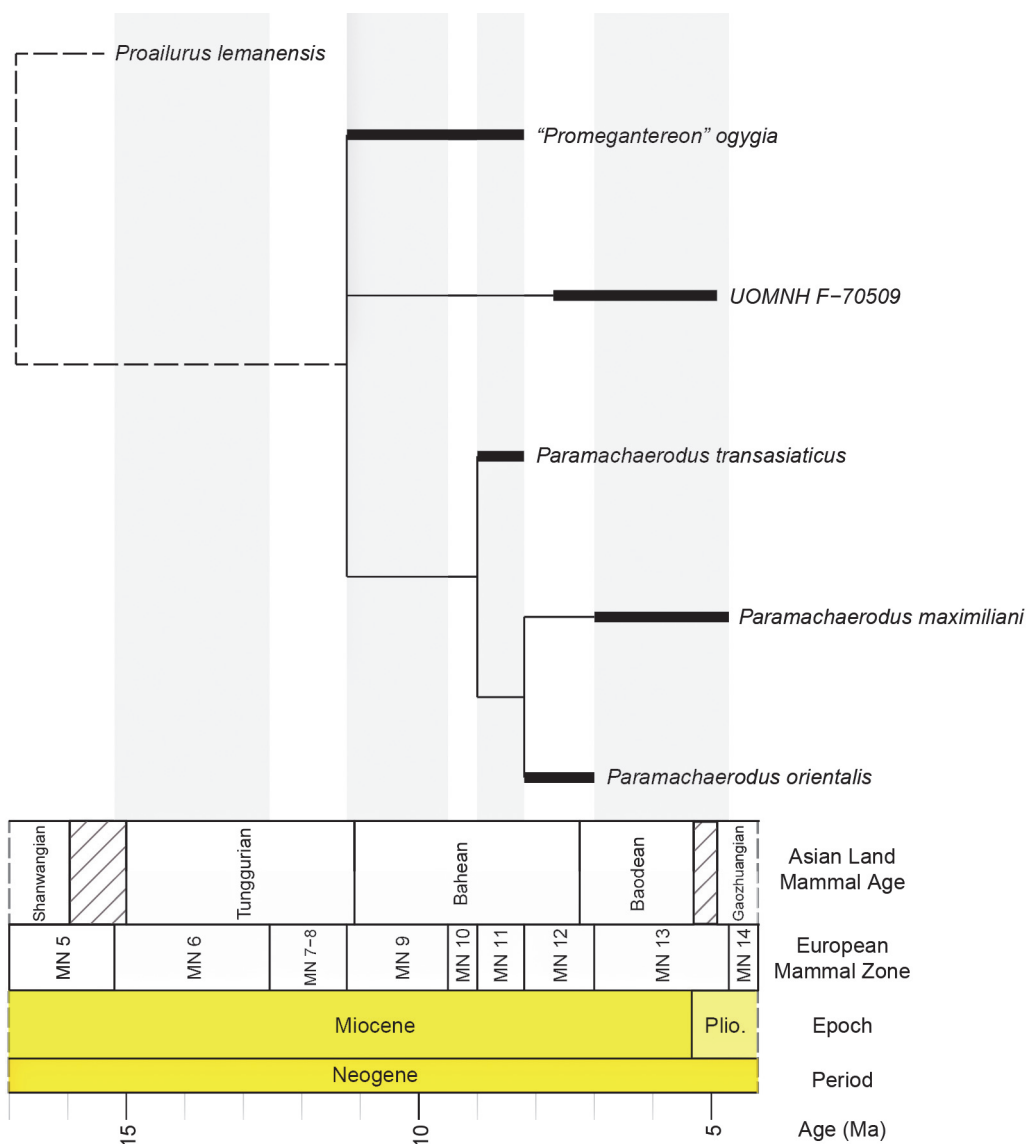 Proailurus lemanensis
“Promegantereon” ogygia
UOMNH F−70509
Paramachaerodus transasiaticus
Paramachaerodus maximiliani
Paramachaerodus orientalis
Shanwangian
Tunggurian
Bahean
Baodean
Gaozhuangian
Asian Land
Mammal Age
MN 5
MN 6
MN 7−8
MN 9
MN 10
MN 11
MN 12
MN 13
MN 14
European
Mammal Zone
Miocene
Plio.
Epoch
Neogene
Period
15
10
5
Age (Ma)